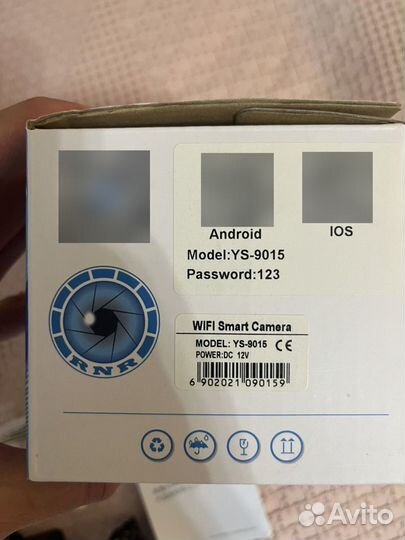 Android
IOS
Model:YS-9015
Password:123
RNR
WiFI Smart Camera
MODEL: YS-9015 CE
POWER:DC 12V
6 902021 090159
Avito